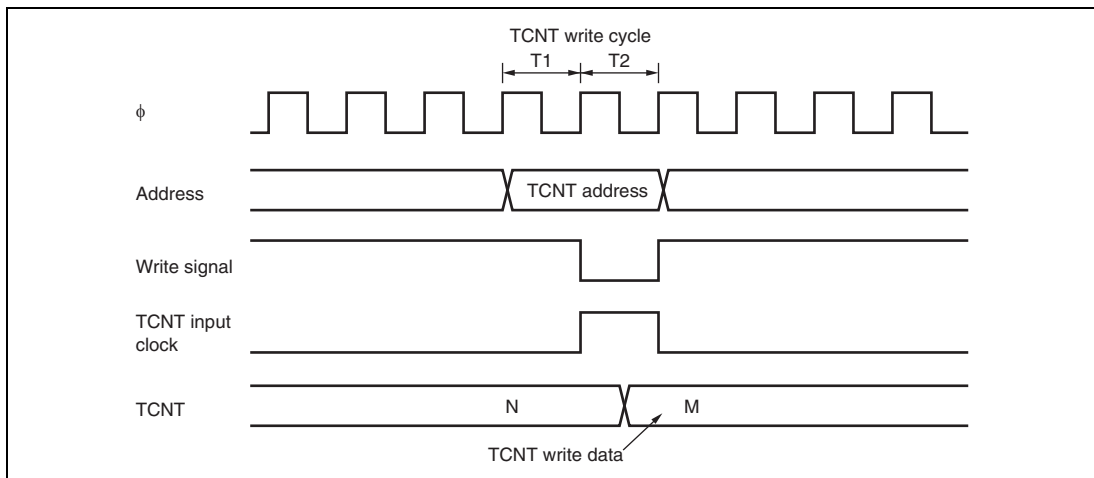 TCNT write cycle
T1 T2
ϕ
Address TCNT address
Write signal
TCNT input
clock
TCNT N M
TCNT write data